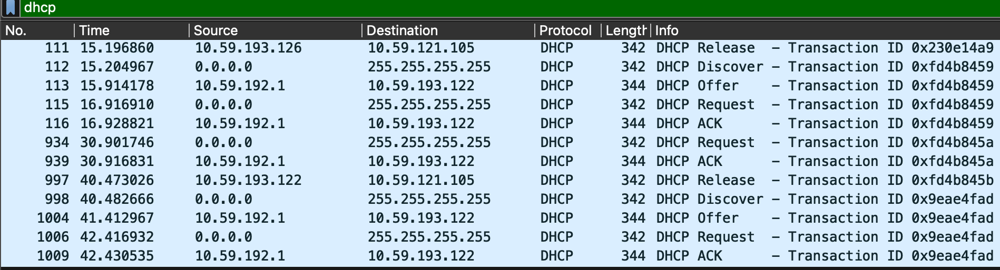 dhcp
No. Time Source Destination Protocol Length Info
111 15.196860 10.59.193.126 10.59.121.105 DHCP 342 DHCP Release – Transaction ID 0x230e14a9
112 15.204967 0.0.0.0 255.255.255.255 DHCP 342 DHCP Discover – Transaction ID 0xfd4b8459
113 15.914178 10.59.192.1 10.59.193.122 DHCP 344 DHCP Offer – Transaction ID 0xfd4b8459
115 16.916910 0.0.0.0 255.255.255.255 DHCP 342 DHCP Request – Transaction ID 0xfd4b8459
116 16.928821 10.59.192.1 10.59.193.122 DHCP 344 DHCP ACK – Transaction ID 0xfd4b8459
934 30.901746 0.0.0.0 255.255.255.255 DHCP 342 DHCP Request – Transaction ID 0xfd4b845a
939 30.916831 10.59.192.1 10.59.193.122 DHCP 344 DHCP ACK – Transaction ID 0xfd4b845a
997 40.473026 10.59.193.122 10.59.121.105 DHCP 342 DHCP Release – Transaction ID 0xfd4b845b
998 40.482666 0.0.0.0 255.255.255.255 DHCP 342 DHCP Discover – Transaction ID 0x9eae4fad
1004 41.412967 10.59.192.1 10.59.193.122 DHCP 344 DHCP Offer – Transaction ID 0x9eae4fad
1006 42.416932 0.0.0.0 255.255.255.255 DHCP 342 DHCP Request – Transaction ID 0x9eae4fad
1009 42.430535 10.59.192.1 10.59.193.122 DHCP 344 DHCP ACK – Transaction ID 0x9eae4fad